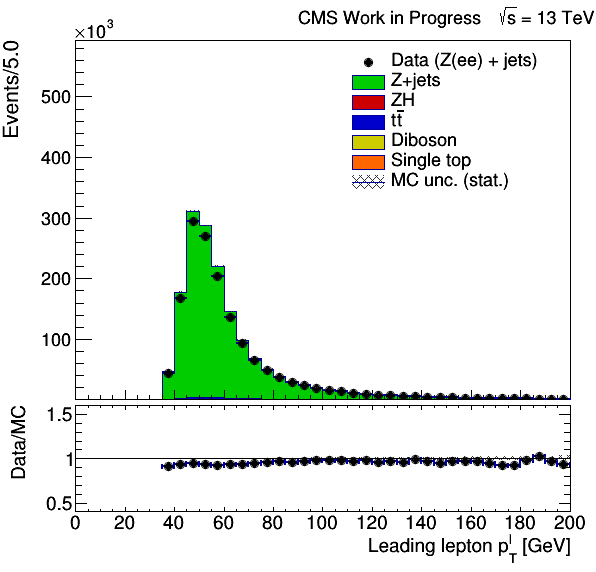 CMS Work in Progress √s = 13 TeV
×10³
Events/5.0
500
400
300
200
100
Data (Z(ee) + jets)
Z+jets
ZH
tt̅
Diboson
Single top
MC unc. (stat.)
Data/MC
1.5
1
0.5
0 20 40 60 80 100 120 140 160 180 200
Leading lepton p_T^l [GeV]